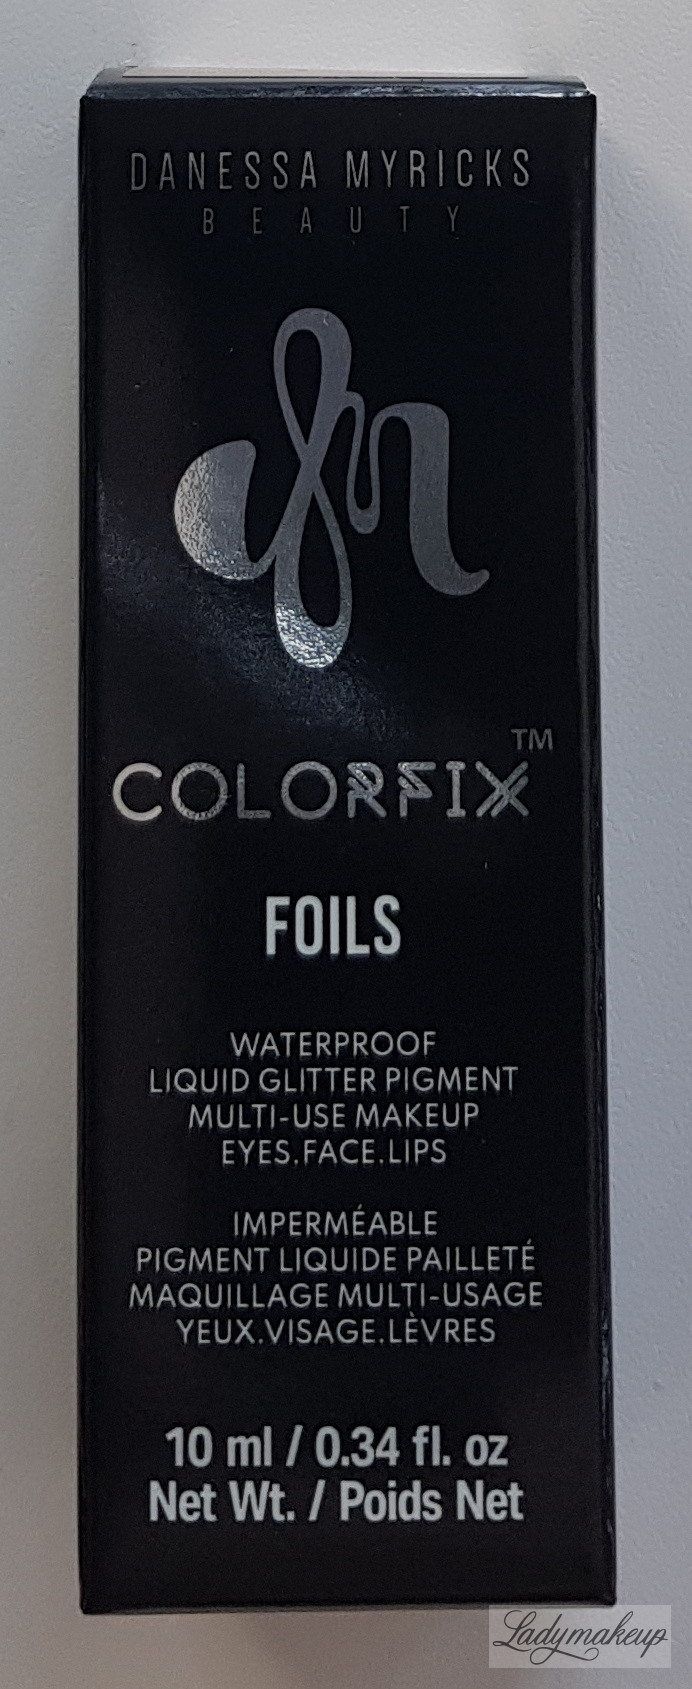 DANESSA MYRICKS
BEAUTY
COLORFIX™
FOILS
WATERPROOF
LIQUID GLITTER PIGMENT
MULTI-USE MAKEUP
EYES.FACE.LIPS
IMPERMÉABLE
PIGMENT LIQUIDE PAILLETÉ
MAQUILLAGE MULTI-USAGE
YEUX.VISAGE.LÈVRES
10 ml / 0.34 fl. oz
Net Wt. / Poids Net
Ladymakeup